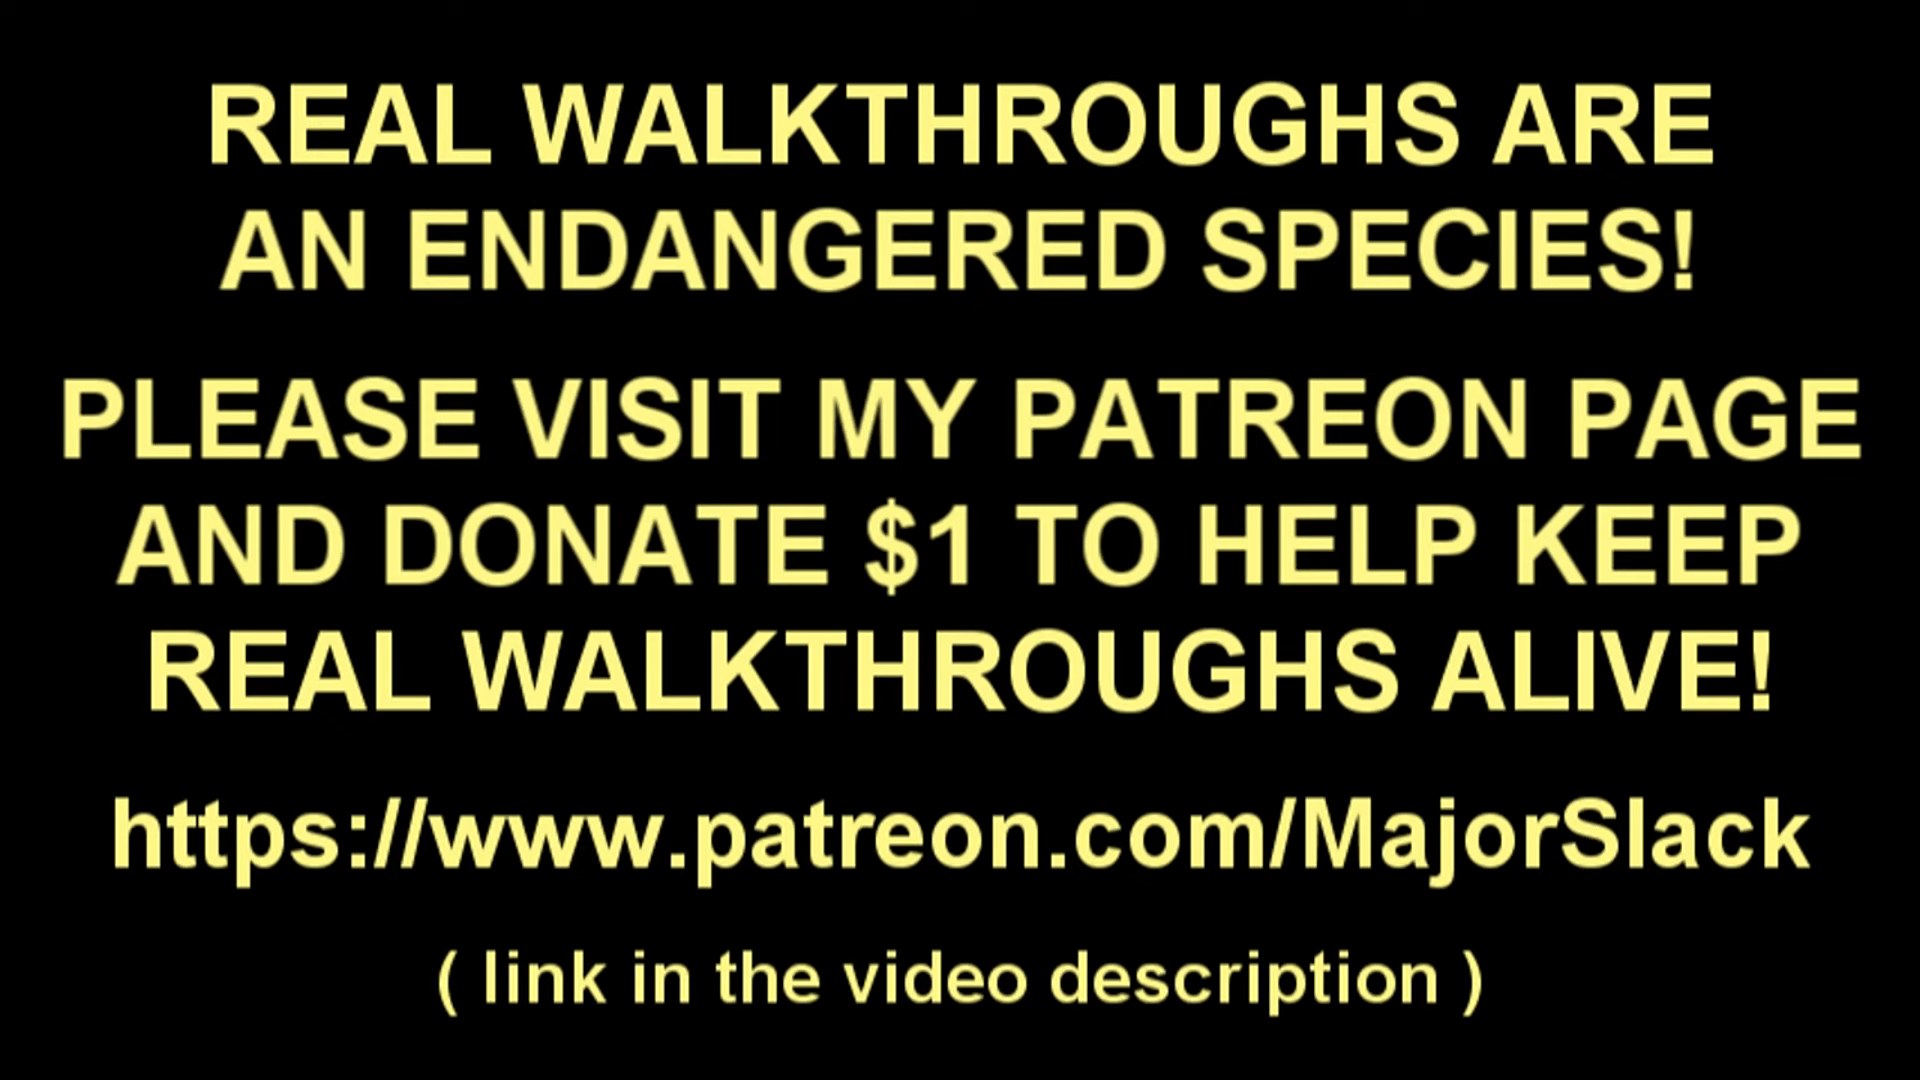 REAL WALKTHROUGHS ARE
AN ENDANGERED SPECIES!
PLEASE VISIT MY PATREON PAGE
AND DONATE $1 TO HELP KEEP
REAL WALKTHROUGHS ALIVE!
https://www.patreon.com/MajorSlack
( link in the video description )